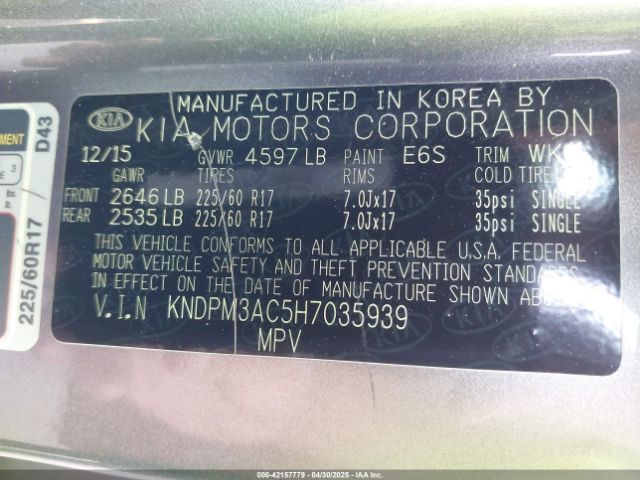 MANUFACTURED IN KOREA BY
KIA KIA MOTORS CORPORATION
12/15 GVWR 4597 LB PAINT E6S TRIM
GAWR TIRES RIMS COLD TIRE
FRONT 2646 LB 225/60 R17 7.0Jx17 35psi SINGLE
REAR 2535 LB 225/60 R17 7.0Jx17 35psi SINGLE
THIS VEHICLE CONFORMS TO ALL APPLICABLE U.S.A. FEDERAL
MOTOR VEHICLE SAFETY AND THEFT PREVENTION STANDARDS
IN EFFECT ON THE DATE OF MANUFACTURE SHOWN
V.I.N KNDPM3AC5H7035939
MPV
D43
225/60R17
000-42157779 - 04/30/2025 - IAAI.com